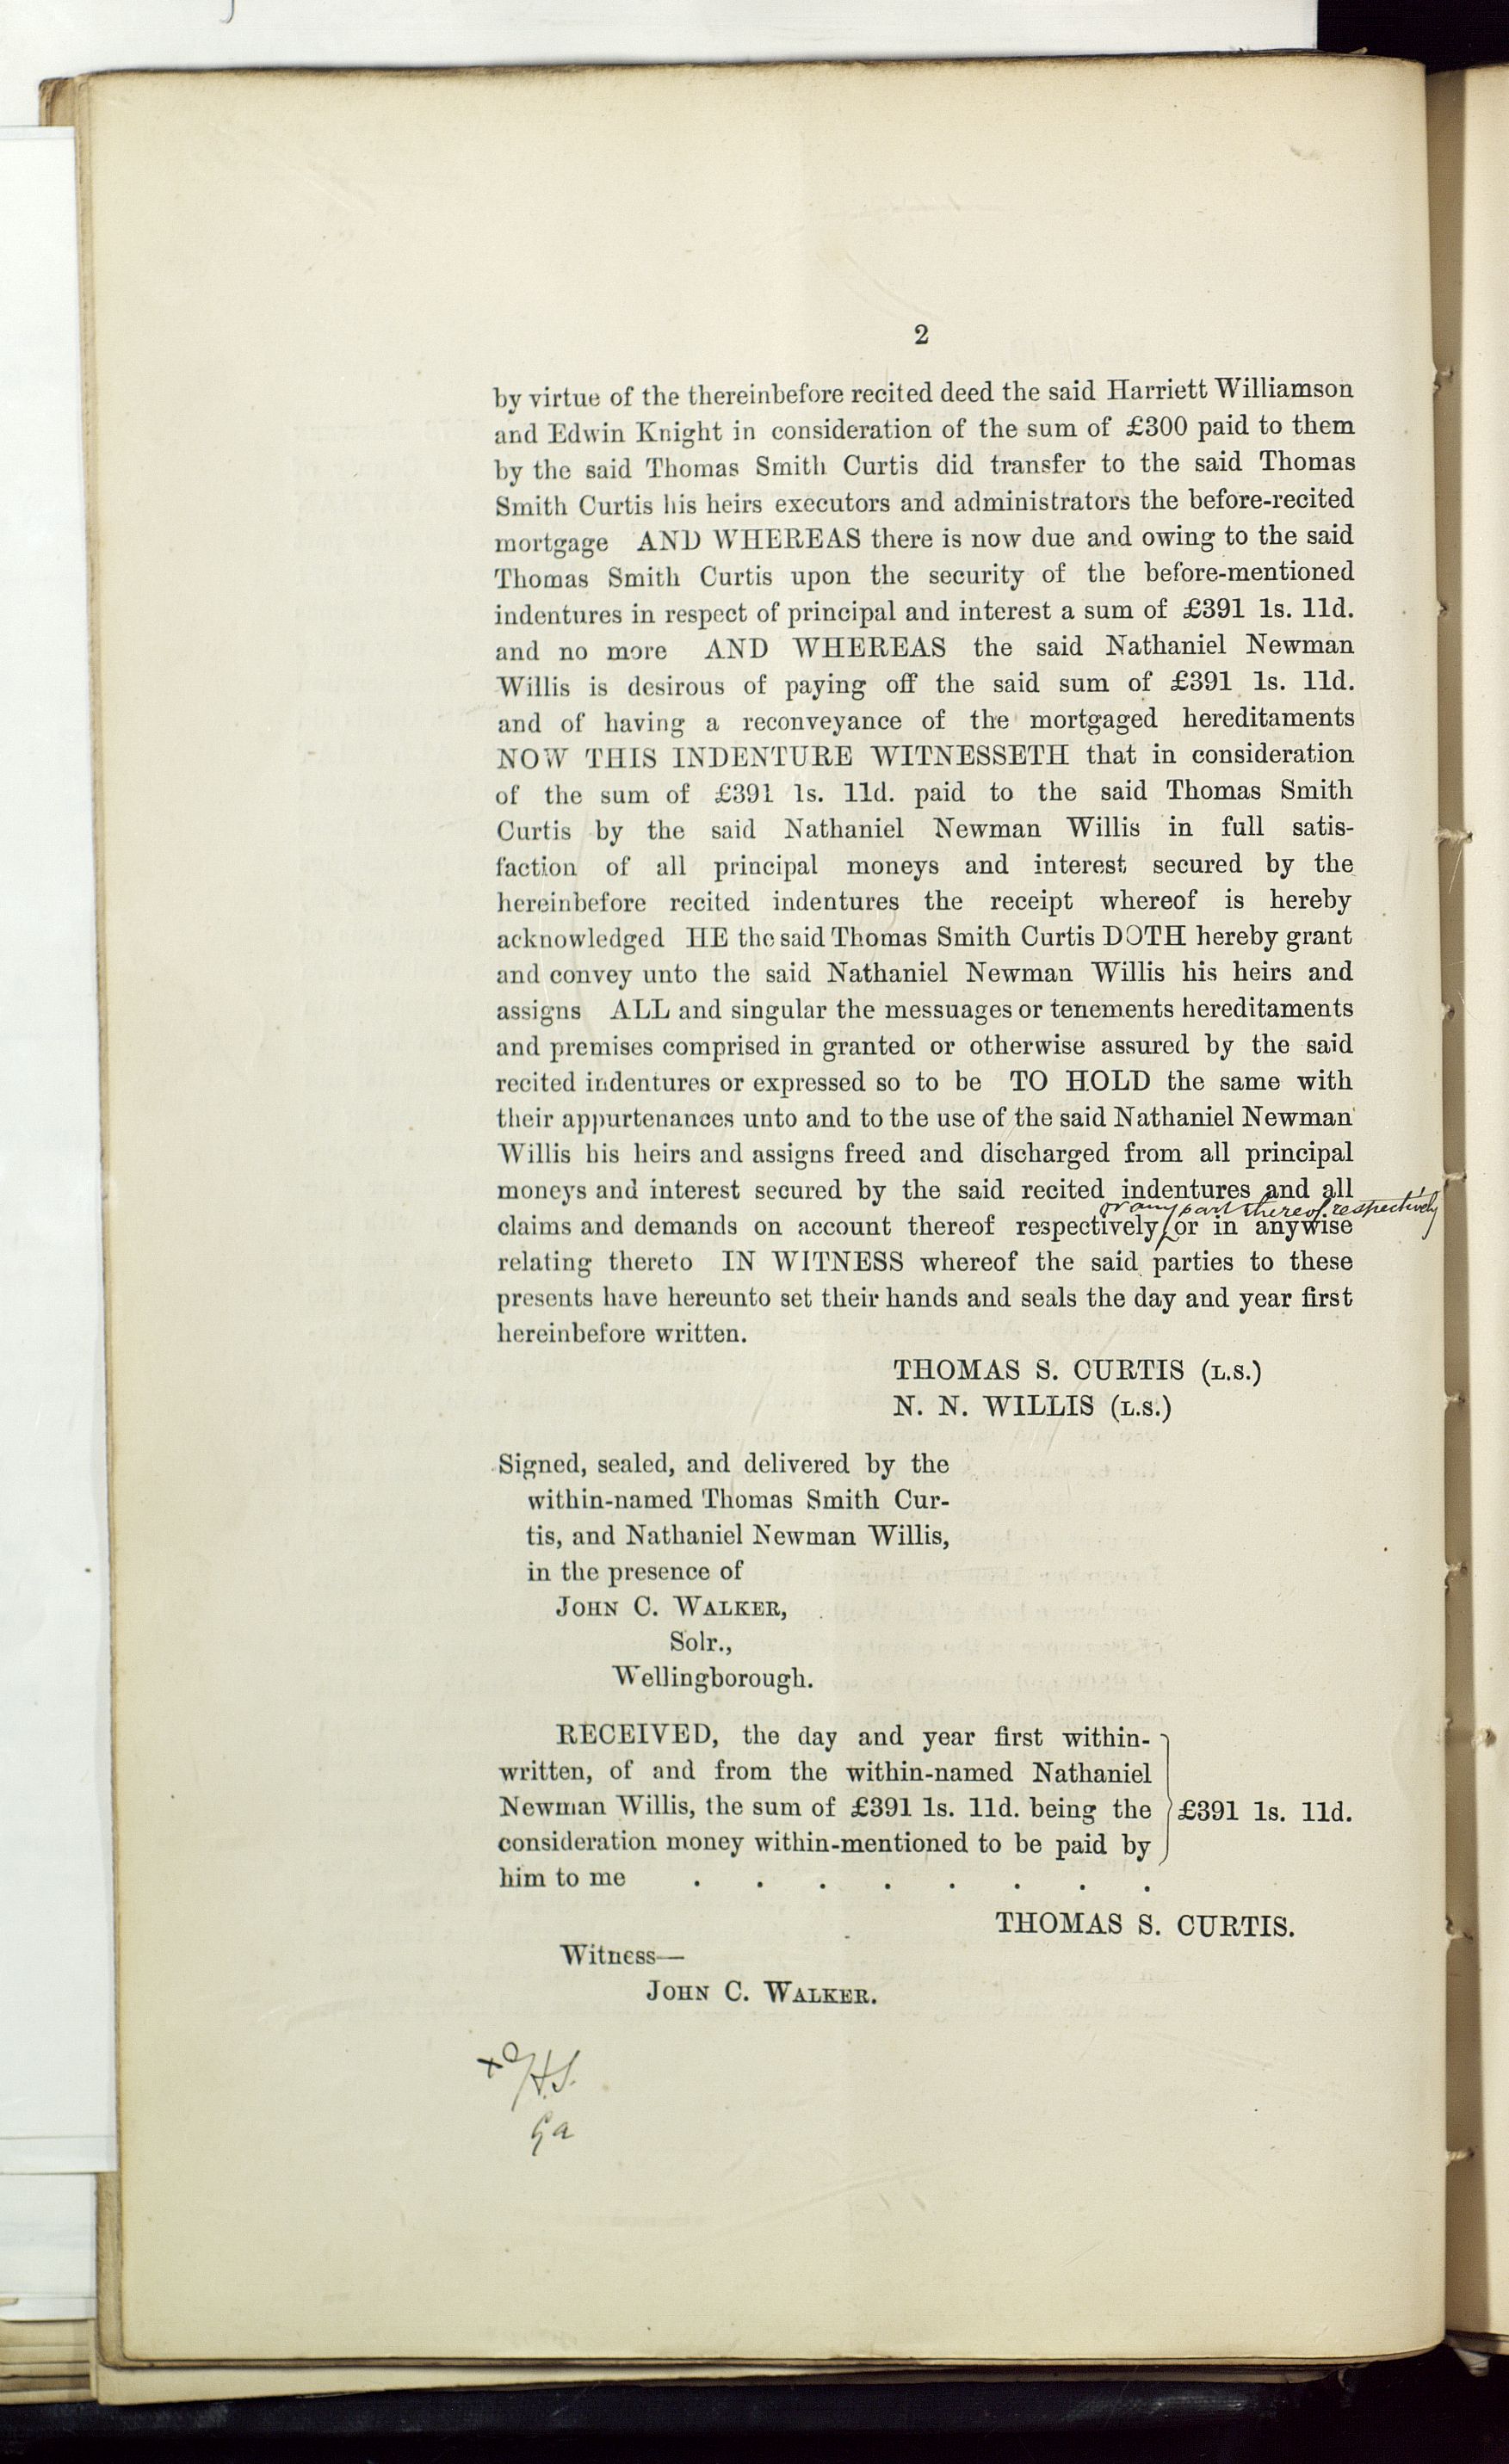 2
by virtue of the thereinbefore recited deed the said Harriett Williamson
and Edwin Knight in consideration of the sum of £300 paid to them
by the said Thomas Smith Curtis did transfer to the said Thomas
Smith Curtis his heirs executors and administrators the before-recited
mortgage AND WHEREAS there is now due and owing to the said
Thomas Smith Curtis upon the security of the before-mentioned
indentures in respect of principal and interest a sum of £391 1s. 11d.
and no more AND WHEREAS the said Nathaniel Newman
Willis is desirous of paying off the said sum of £391 1s. 11d.
and of having a reconveyance of the mortgaged hereditaments
NOW THIS INDENTURE WITNESSETH that in consideration
of the sum of £391 1s. 11d. paid to the said Thomas Smith
Curtis by the said Nathaniel Newman Willis in full satis-
faction of all principal moneys and interest secured by the
hereinbefore recited indentures the receipt whereof is hereby
acknowledged HE the said Thomas Smith Curtis DOTH hereby grant
and convey unto the said Nathaniel Newman Willis his heirs and
assigns ALL and singular the messuages or tenements hereditaments
and premises comprised in granted or otherwise assured by the said
recited indentures or expressed so to be TO HOLD the same with
their appurtenances unto and to the use of the said Nathaniel Newman
Willis his heirs and assigns freed and discharged from all principal
moneys and interest secured by the said recited indentures and all
or any part thereof respectively
claims and demands on account thereof respectively or in anywise
relating thereto IN WITNESS whereof the said parties to these
presents have hereunto set their hands and seals the day and year first
hereinbefore written.
THOMAS S. CURTIS (L.S.)
N. N. WILLIS (L.S.)
Signed, sealed, and delivered by the
within-named Thomas Smith Cur-
tis, and Nathaniel Newman Willis,
in the presence of
JOHN C. WALKER,
Solr.,
Wellingborough.
RECEIVED, the day and year first within-
written, of and from the within-named Nathaniel
Newman Willis, the sum of £391 1s. 11d. being the £391 1s. 11d.
consideration money within-mentioned to be paid by
him to me . . . . . . . .
THOMAS S. CURTIS.
Witness—
JOHN C. WALKER.